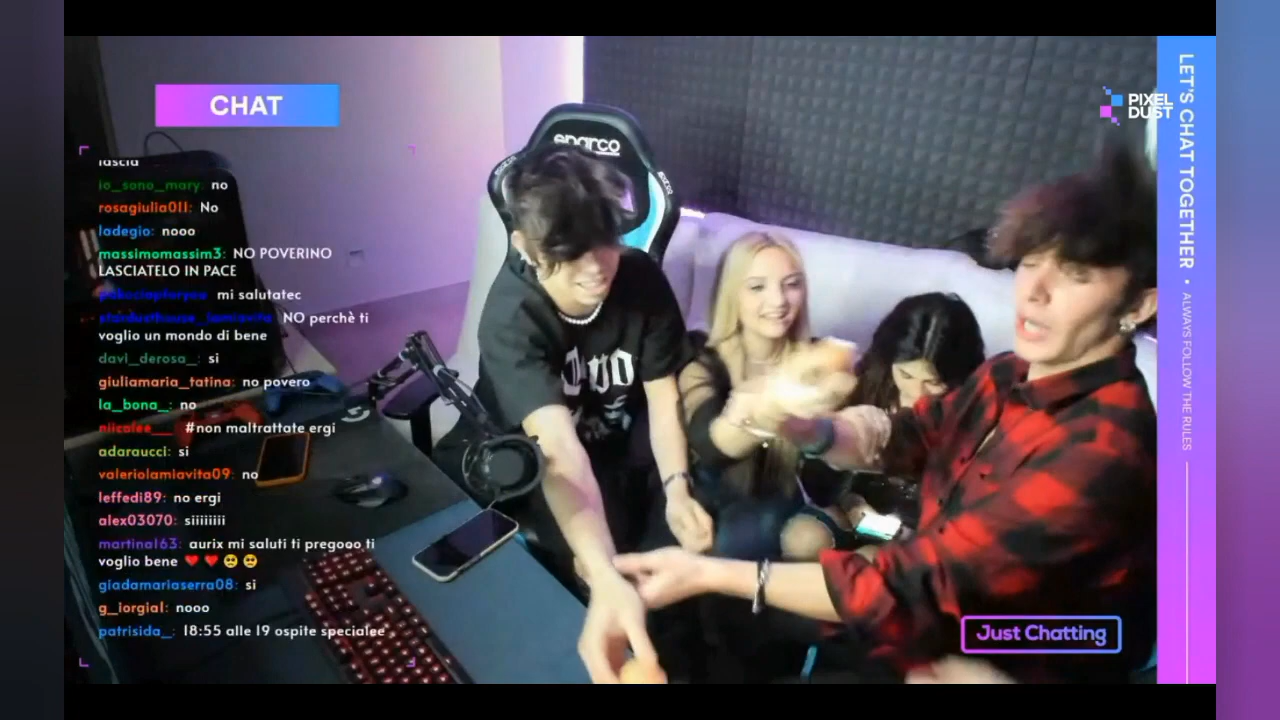 CHAT
lascia
io_sono_mary: no
rosagiulia011: No
ladegio: nooo
massimomassim3: NO POVERINO
LASCIATELO IN PACE
mi salutatec
NO perchè ti
voglio un mondo di bene
davi_derosa_: si
giuliamaria_tatina: no povero
la_bona_: no
#non maltrattate ergi
adaraucci: si
valeriolamiavita09: no
leffedi89: no ergi
alex03070: siiiiiiii
martina163: aurix mi saluti ti pregooo ti
voglio bene ❤️ ❤️ 🥺 🥺
giadamariaserra08: si
g_iorgia1: nooo
patrisida_: 18:55 alle 19 ospite specialee
sparco
PIXEL
DUST
LET'S CHAT TOGETHER • ALWAYS FOLLOW THE RULES
Just Chatting